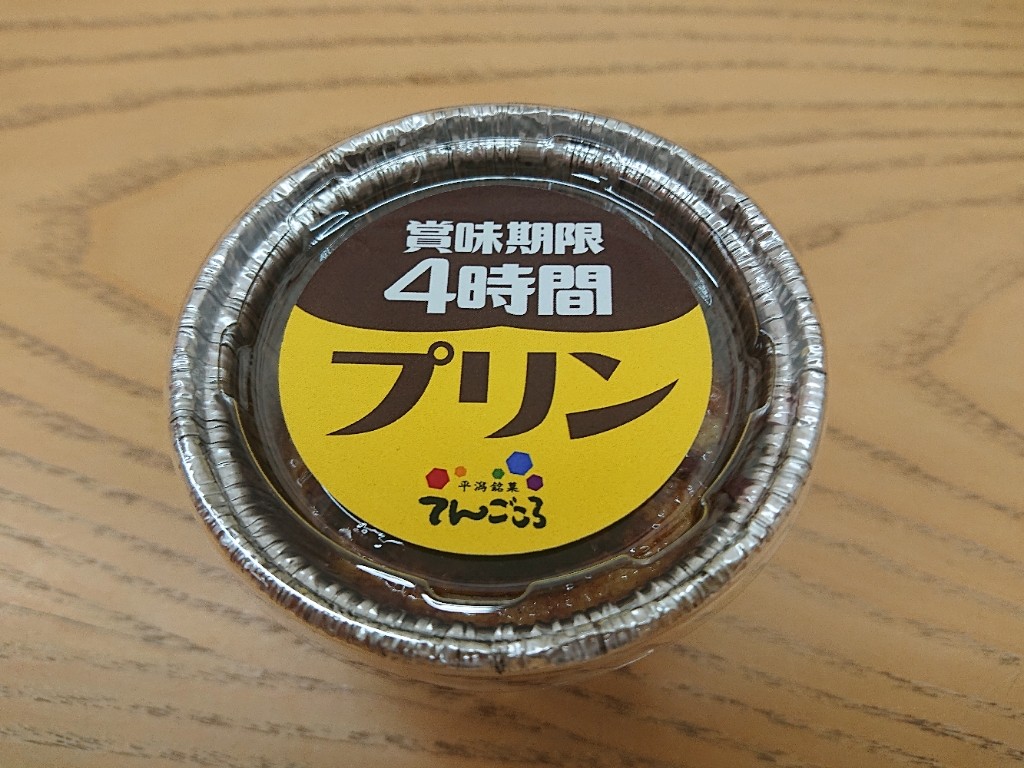 賞味期限
4時間
プリン
平潟銘菓
てんごころ